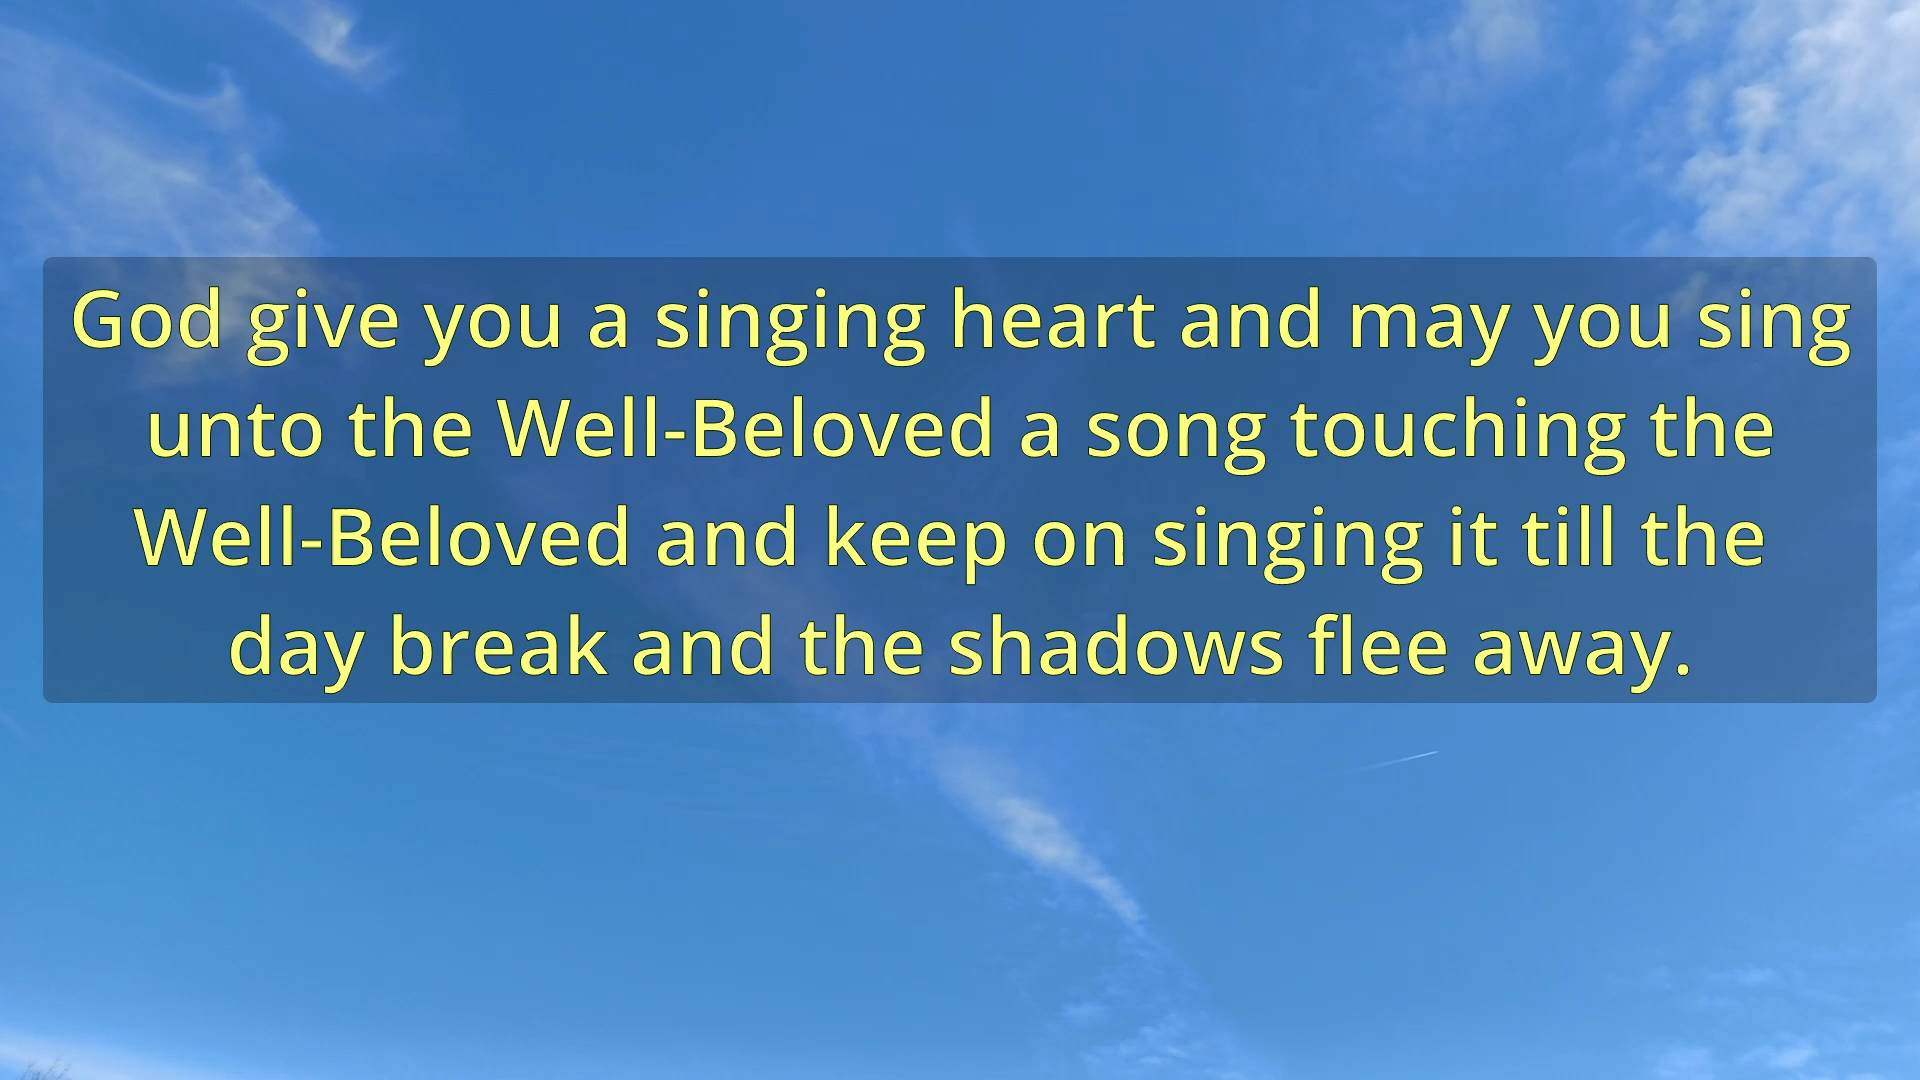 God give you a singing heart and may you sing
unto the Well-Beloved a song touching the
Well-Beloved and keep on singing it till the
day break and the shadows flee away.